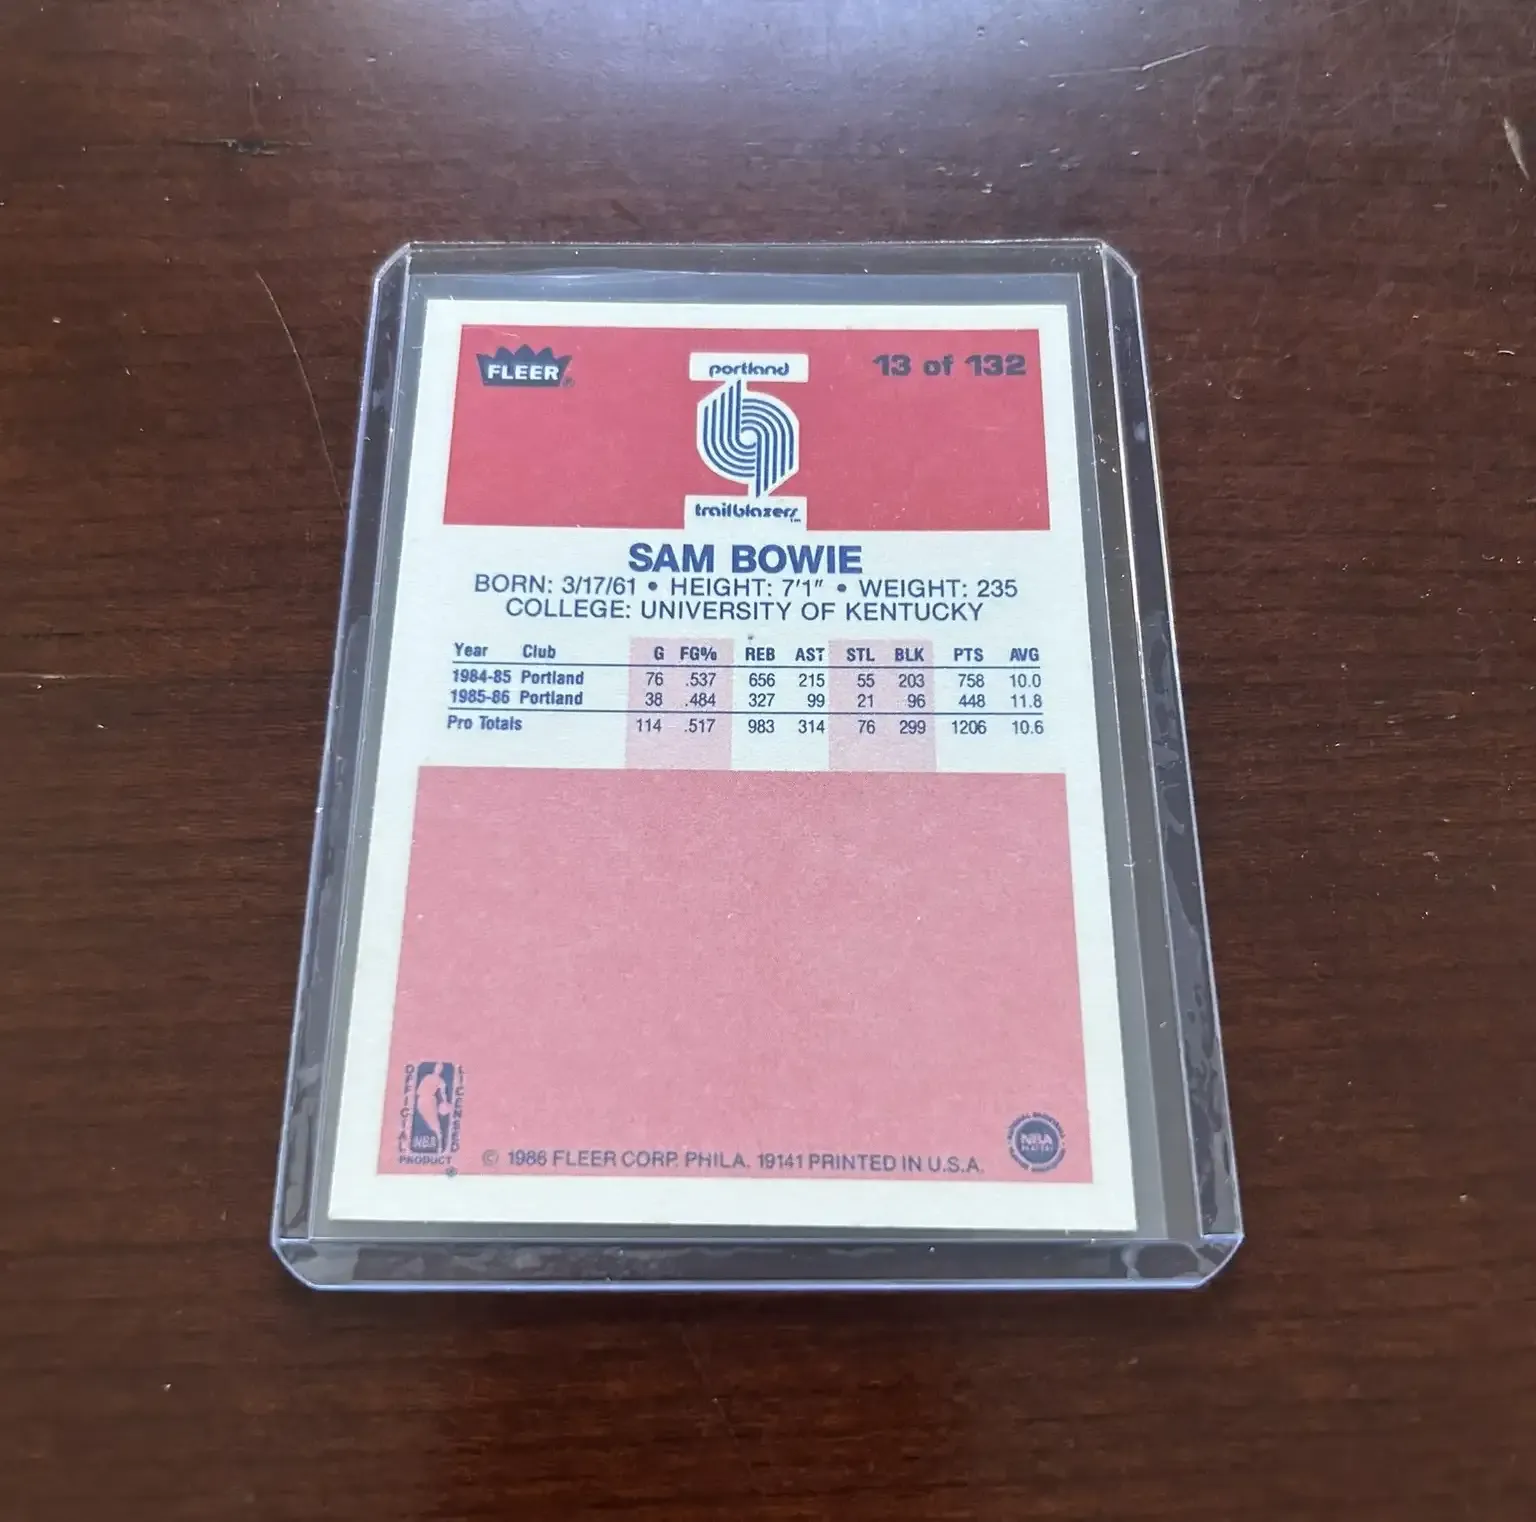 FLEER®
portland
trailblazers™
13 of 132
SAM BOWIE
BORN: 3/17/61 • HEIGHT: 7'1" • WEIGHT: 235
COLLEGE: UNIVERSITY OF KENTUCKY
Year Club G FG% REB AST STL BLK PTS AVG
1984-85 Portland 76 .537 656 215 55 203 758 10.0
1985-86 Portland 38 .484 327 99 21 96 448 11.8
Pro Totals 114 .517 983 314 76 299 1206 10.6
OFFICIAL
NBA
LICENSED
PRODUCT ®
© 1986 FLEER CORP. PHILA. 19141 PRINTED IN U.S.A.
NBA